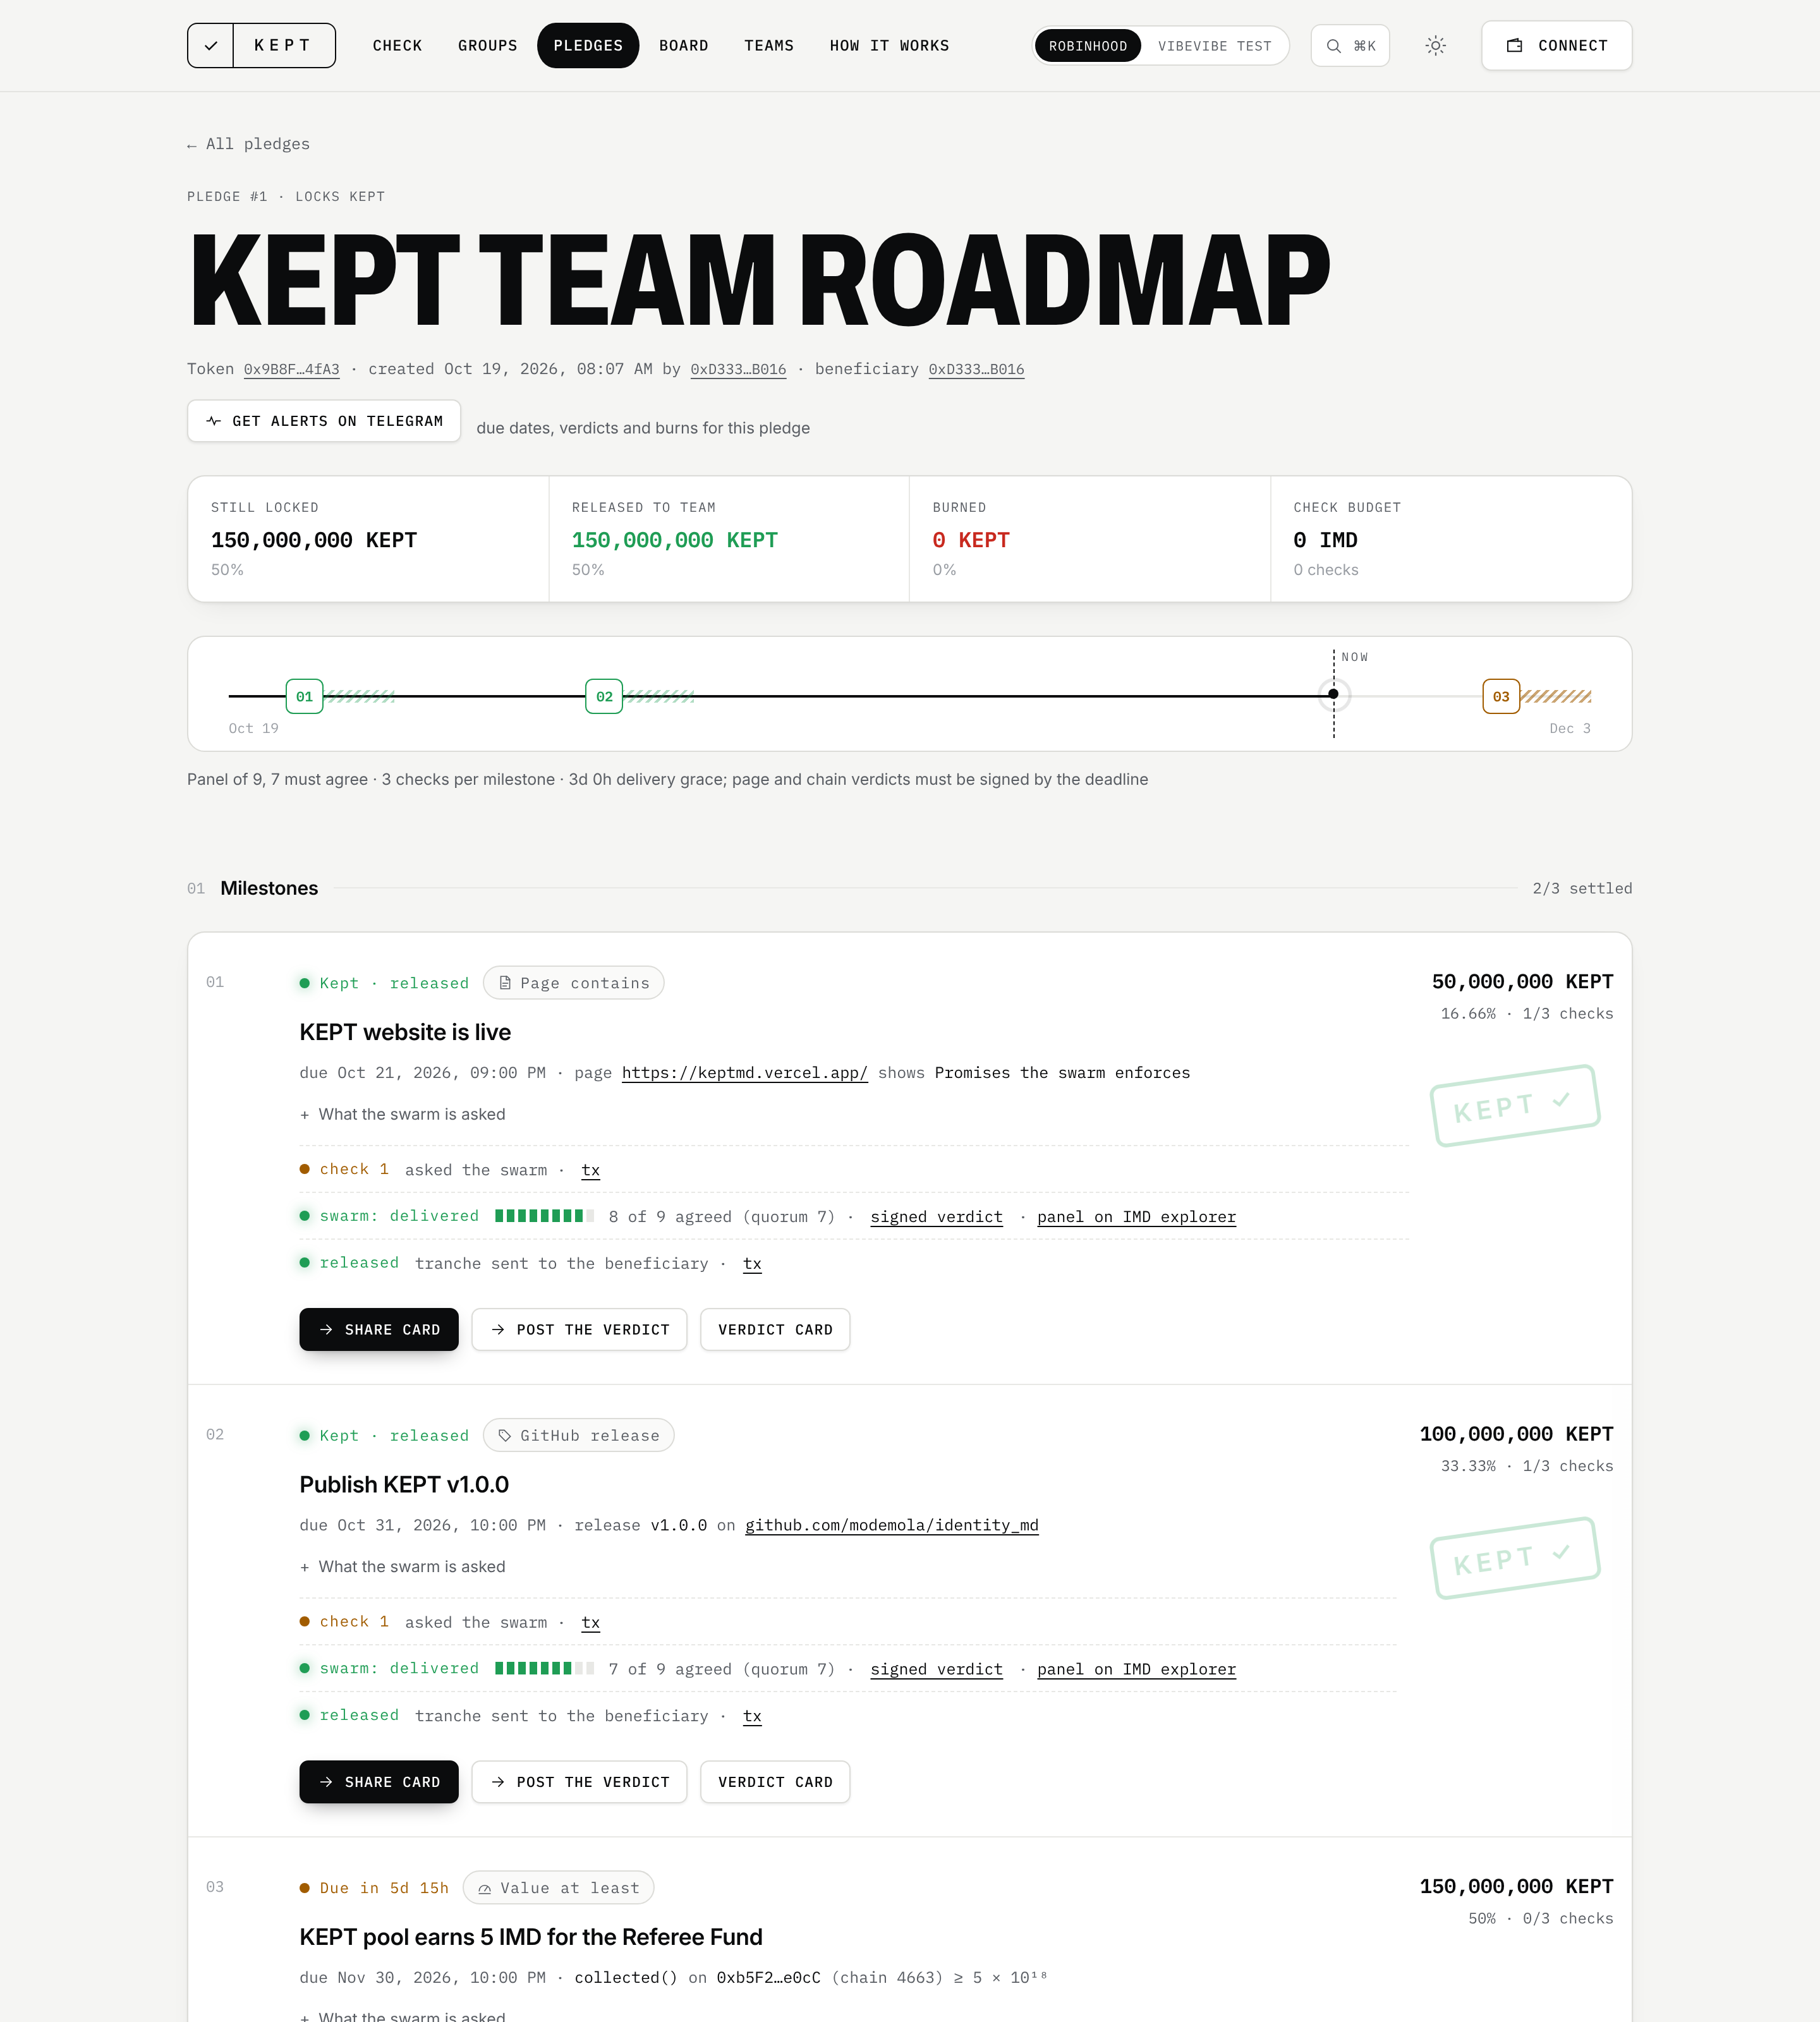 KEPT CHECK GROUPS PLEDGES BOARD TEAMS HOW IT WORKS ROBINHOOD VIBEVIBE TEST ⌘K CONNECT
← All pledges
PLEDGE #1 · LOCKS KEPT
KEPT TEAM ROADMAP
Token 0x9B8F…4fA3 · created Oct 19, 2026, 08:07 AM by 0xD333…B016 · beneficiary 0xD333…B016
GET ALERTS ON TELEGRAM due dates, verdicts and burns for this pledge
STILL LOCKED
150,000,000 KEPT
50%
RELEASED TO TEAM
150,000,000 KEPT
50%
BURNED
0 KEPT
0%
CHECK BUDGET
0 IMD
0 checks
NOW
01 02 03
Oct 19 Dec 3
Panel of 9, 7 must agree · 3 checks per milestone · 3d 0h delivery grace; page and chain verdicts must be signed by the deadline
01 Milestones 2/3 settled
01 Kept · released Page contains 50,000,000 KEPT
16.66% · 1/3 checks
KEPT website is live
due Oct 21, 2026, 09:00 PM · page https://keptmd.vercel.app/ shows Promises the swarm enforces
KEPT ✓
+ What the swarm is asked
check 1 asked the swarm · tx
swarm: delivered 8 of 9 agreed (quorum 7) · signed verdict · panel on IMD explorer
released tranche sent to the beneficiary · tx
→ SHARE CARD → POST THE VERDICT VERDICT CARD
02 Kept · released GitHub release 100,000,000 KEPT
33.33% · 1/3 checks
Publish KEPT v1.0.0
due Oct 31, 2026, 10:00 PM · release v1.0.0 on github.com/modemola/identity_md
KEPT ✓
+ What the swarm is asked
check 1 asked the swarm · tx
swarm: delivered 7 of 9 agreed (quorum 7) · signed verdict · panel on IMD explorer
released tranche sent to the beneficiary · tx
→ SHARE CARD → POST THE VERDICT VERDICT CARD
03 Due in 5d 15h Value at least 150,000,000 KEPT
50% · 0/3 checks
KEPT pool earns 5 IMD for the Referee Fund
due Nov 30, 2026, 10:00 PM · collected() on 0xb5F2…e0cC (chain 4663) ≥ 5 × 10¹⁸
+ What the swarm is asked